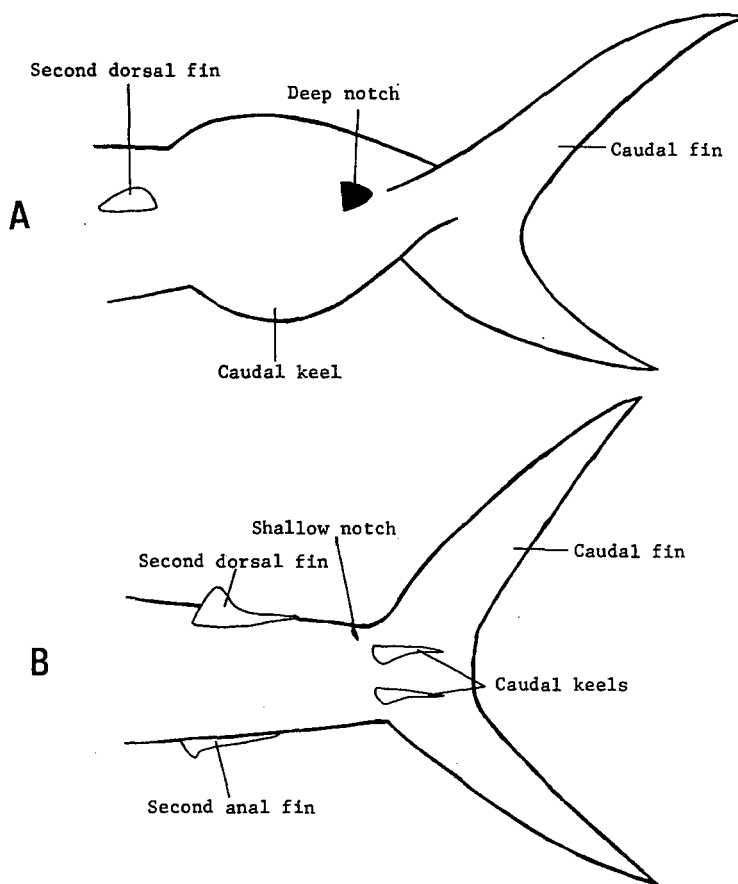 Second dorsal fin
Deep notch
Caudal fin
A
Caudal keel
Shallow notch
Second dorsal fin
Caudal fin
B
Caudal keels
Second anal fin